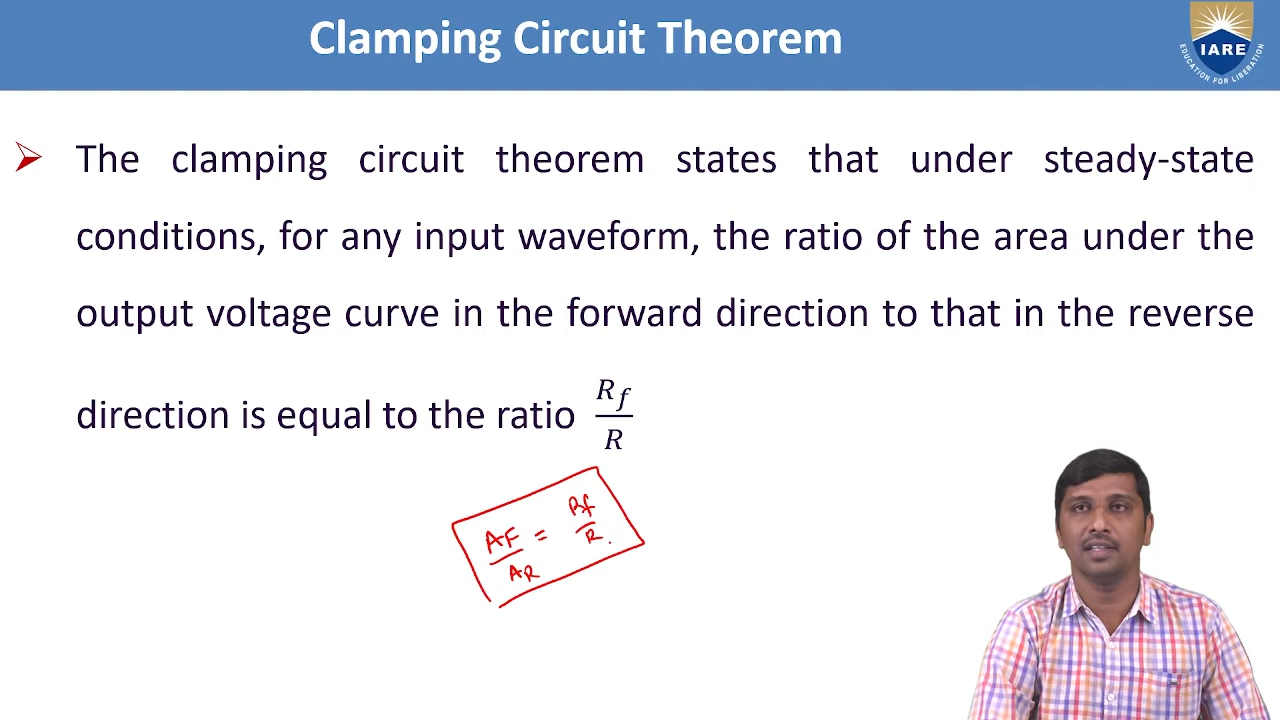 Clamping Circuit Theorem
IARE
EDUCATION FOR LIBERATION
➢ The clamping circuit theorem states that under steady-state
conditions, for any input waveform, the ratio of the area under the
output voltage curve in the forward direction to that in the reverse
direction is equal to the ratio R_f/R
AF/AR = Rf/R.